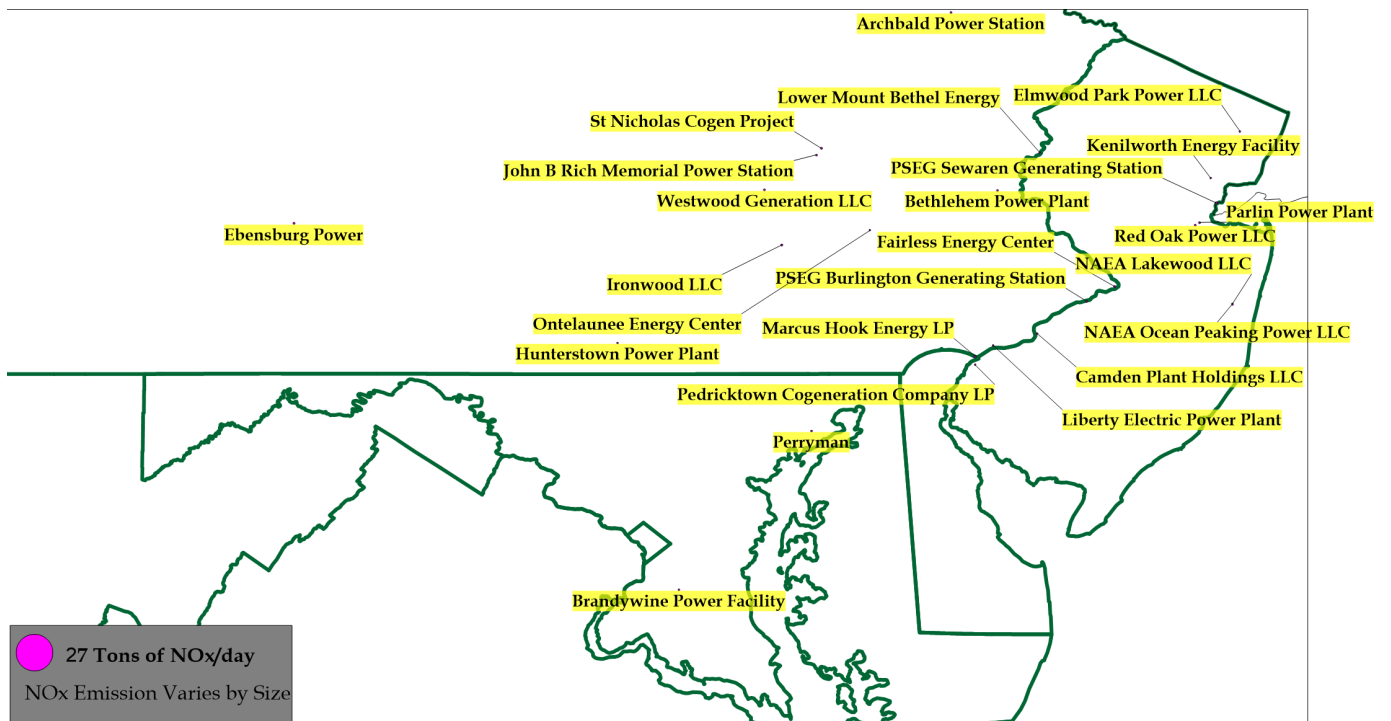 Archbald Power Station
Lower Mount Bethel Energy
Elmwood Park Power LLC
St Nicholas Cogen Project
Kenilworth Energy Facility
John B Rich Memorial Power Station
PSEG Sewaren Generating Station
Westwood Generation LLC
Bethlehem Power Plant
Parlin Power Plant
Ebensburg Power
Red Oak Power LLC
Fairless Energy Center
NAEA Lakewood LLC
Ironwood LLC
PSEG Burlington Generating Station
Ontelaunee Energy Center
Marcus Hook Energy LP
NAEA Ocean Peaking Power LLC
Hunterstown Power Plant
Camden Plant Holdings LLC
Pedricktown Cogeneration Company LP
Liberty Electric Power Plant
Perryman
Brandywine Power Facility
27 Tons of NOx/day
NOx Emission Varies by Size